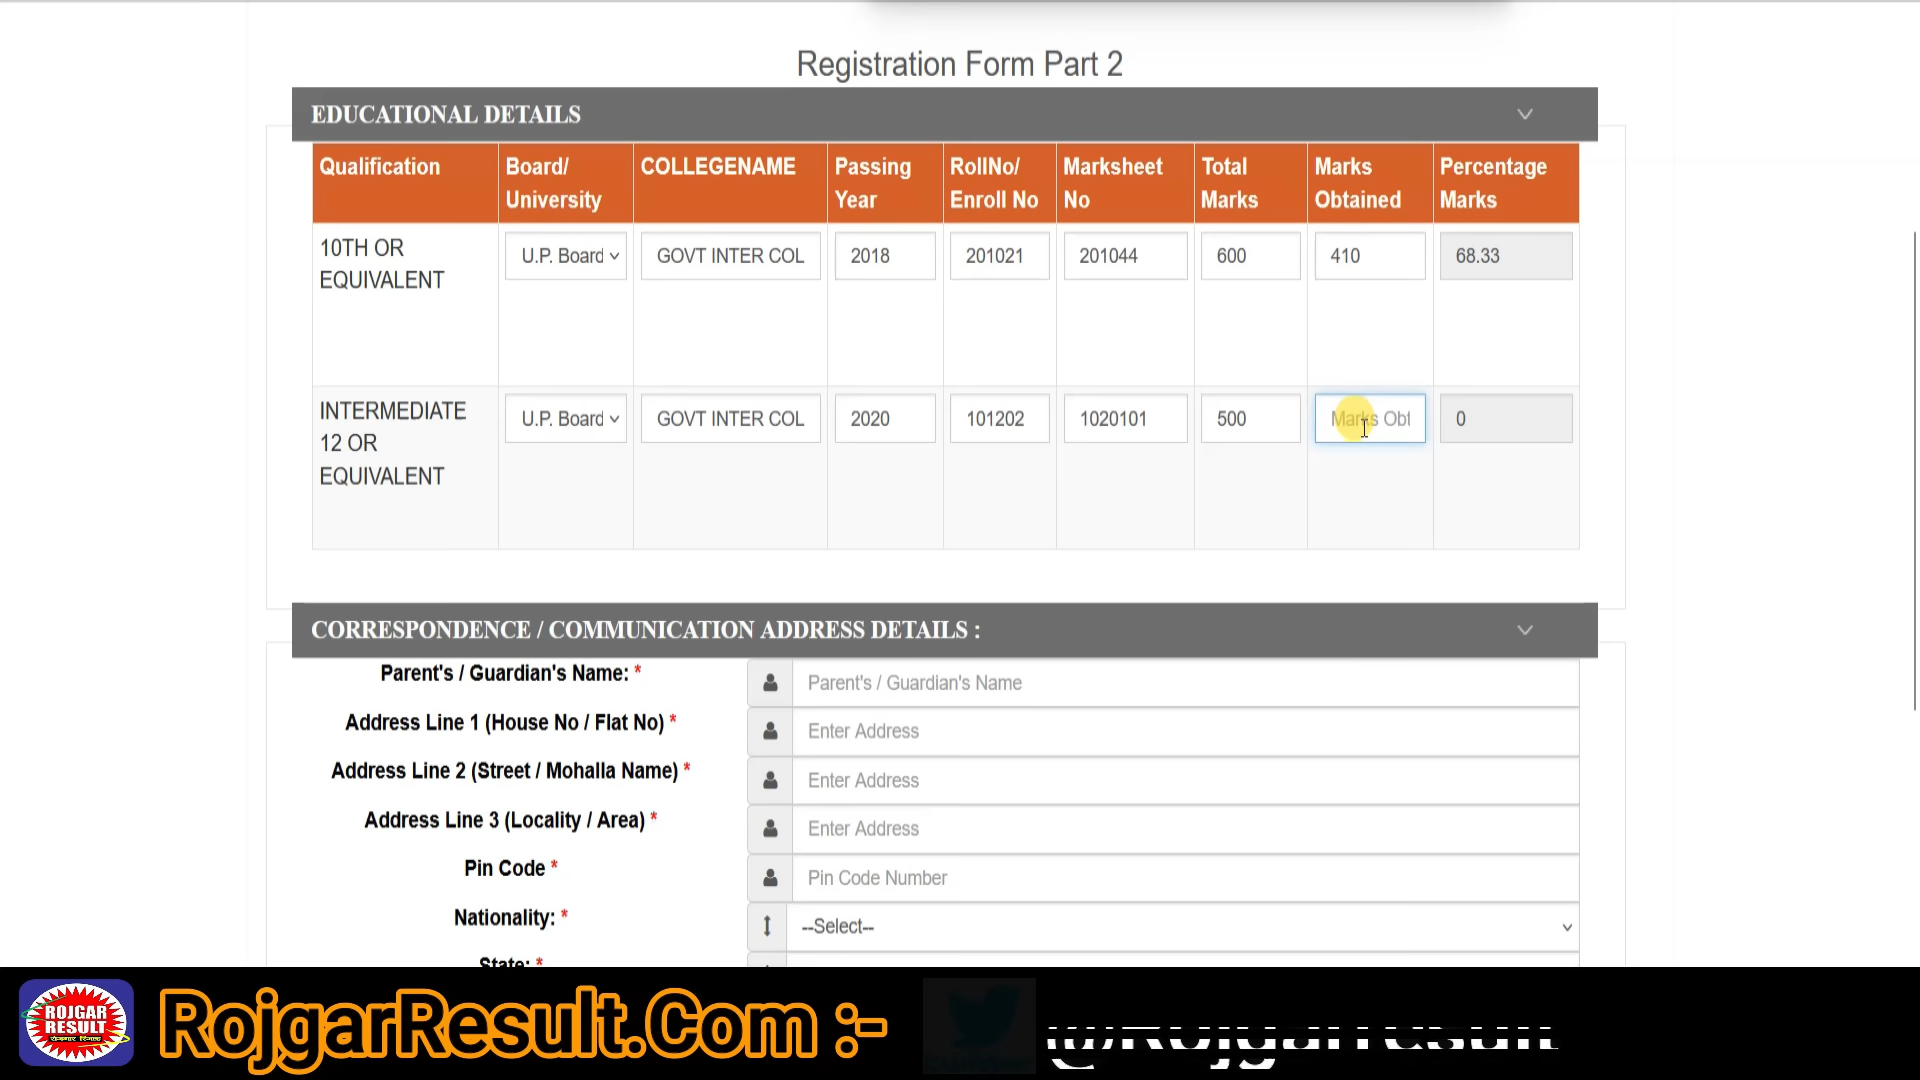 Registration Form Part 2
EDUCATIONAL DETAILS
Qualification Board/ University COLLEGENAME Passing Year RollNo/ Enroll No Marksheet No Total Marks Marks Obtained Percentage Marks
10TH OR EQUIVALENT U.P. Board GOVT INTER COL 2018 201021 201044 600 410 68.33
INTERMEDIATE 12 OR EQUIVALENT U.P. Board GOVT INTER COL 2020 101202 1020101 500 Marks Obt 0
CORRESPONDENCE / COMMUNICATION ADDRESS DETAILS :
Parent's / Guardian's Name: * Parent's / Guardian's Name
Address Line 1 (House No / Flat No) * Enter Address
Address Line 2 (Street / Mohalla Name) * Enter Address
Address Line 3 (Locality / Area) * Enter Address
Pin Code * Pin Code Number
Nationality: * --Select--
State: *
ROJGAR
RESULT
रोजगार रिजल्ट
RojgarResult.Com :-
@Rojgarresult